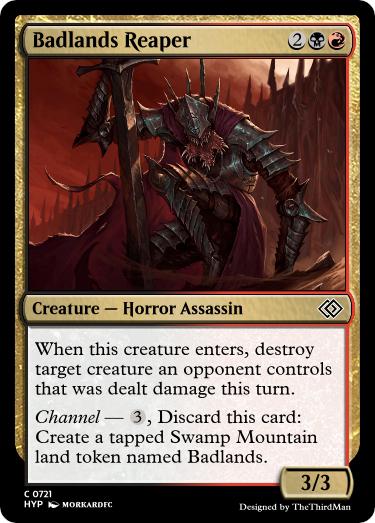 Badlands Reaper 2
Creature — Horror Assassin
When this creature enters, destroy
target creature an opponent controls
that was dealt damage this turn.
Channel — 3, Discard this card:
Create a tapped Swamp Mountain
land token named Badlands.
3/3
C 0721
HYP MORKARDFC
Designed by TheThirdMan